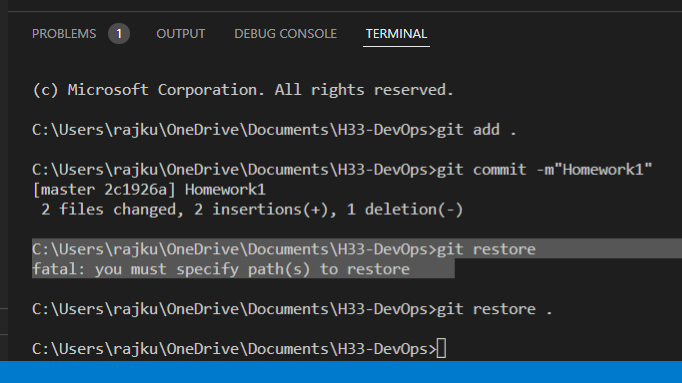 PROBLEMS 1 OUTPUT DEBUG CONSOLE TERMINAL
(c) Microsoft Corporation. All rights reserved.
C:\Users\rajku\OneDrive\Documents\H33-DevOps>git add .
C:\Users\rajku\OneDrive\Documents\H33-DevOps>git commit -m"Homework1"
[master 2c1926a] Homework1
 2 files changed, 2 insertions(+), 1 deletion(-)
C:\Users\rajku\OneDrive\Documents\H33-DevOps>git restore
fatal: you must specify path(s) to restore
C:\Users\rajku\OneDrive\Documents\H33-DevOps>git restore .
C:\Users\rajku\OneDrive\Documents\H33-DevOps>